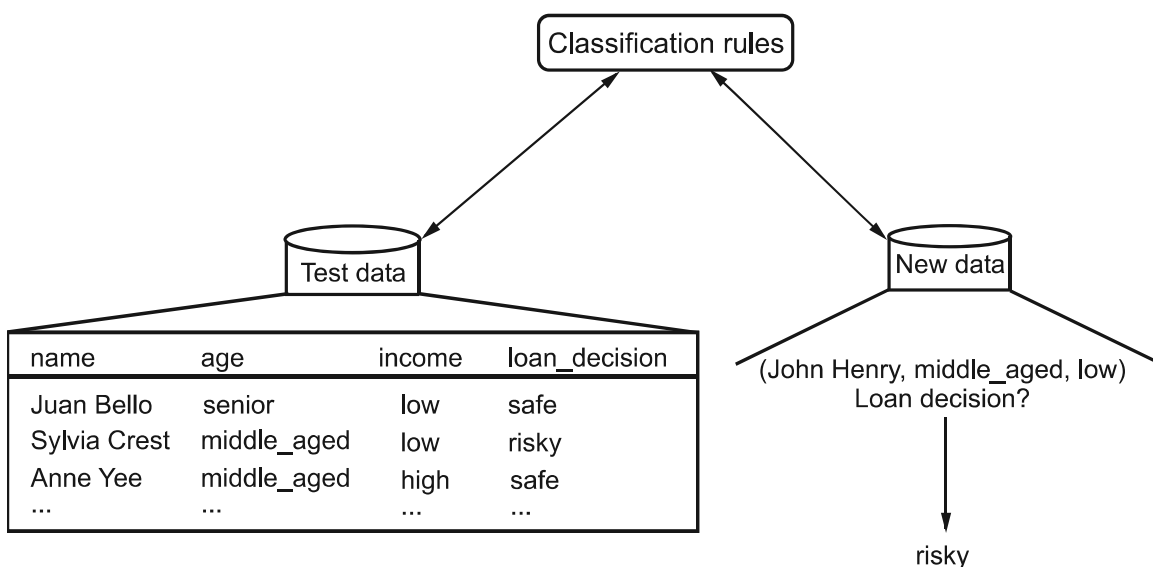 Classification rules
Test data
New data
name age income loan_decision
Juan Bello senior low safe
Sylvia Crest middle_aged low risky
Anne Yee middle_aged high safe
... ... ... ...
(John Henry, middle_aged, low)
Loan decision?
risky